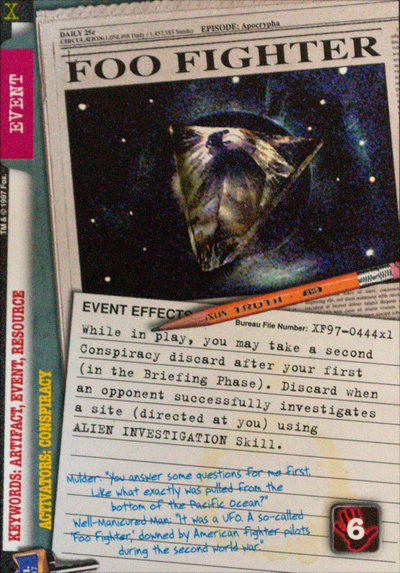 X
DAILY 25c
EPISODE: Apocrypha
CIRCULATION: 1,054,498 Daily / 1,457,585 Sunday
FOO FIGHTER
EVENT
TM & © 1997 Fox.
KEYWORDS: ARTIFACT, EVENT, RESOURCE
ACTIVATORS: CONSPIRACY
TRUTH
EVENT EFFECTS
Bureau File Number: XF97-0444x1
While in play, you may take a second
Conspiracy discard after your first
(in the Briefing Phase). Discard when
an opponent successfully investigates
a site (directed at you) using
ALIEN INVESTIGATION Skill.
Mulder: "You answer some questions for me first.
Like what exactly was pulled from the
bottom of the Pacific Ocean?"
Well-Manicured Man: "It was a UFO. A so-called
'Foo Fighter,' downed by American fighter pilots
during the second world war"
6